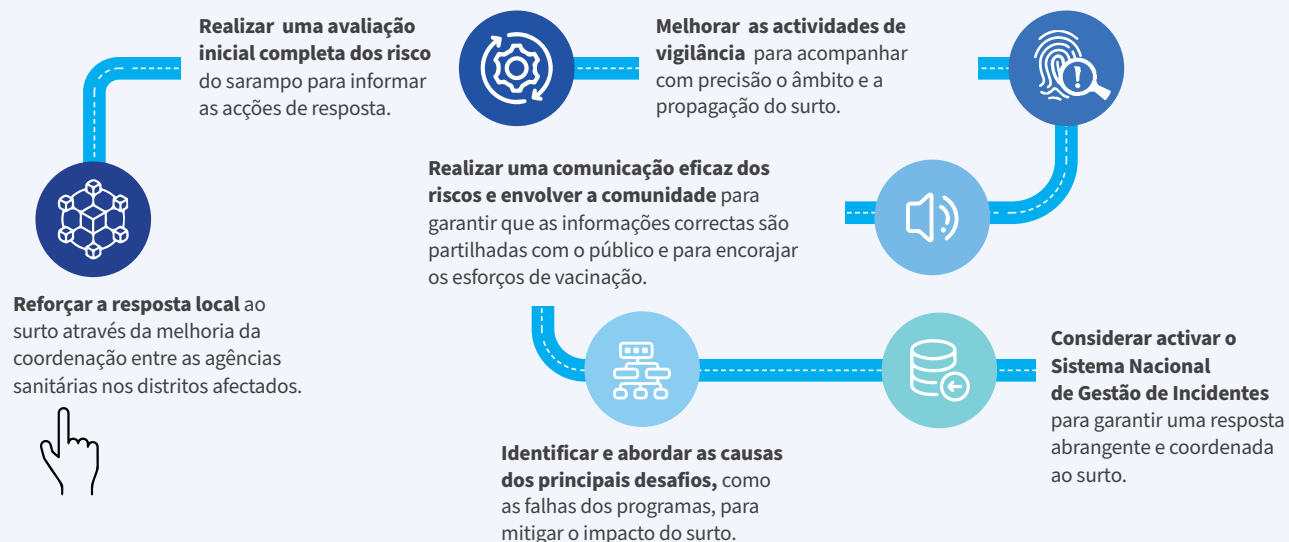 Realizar uma avaliação
inicial completa dos risco
do sarampo para informar
as acções de resposta.
Melhorar as actividades de
vigilância para acompanhar
com precisão o âmbito e a
propagação do surto.
Realizar uma comunicação eficaz dos
riscos e envolver a comunidade para
garantir que as informações correctas são
partilhadas com o público e para encorajar
os esforços de vacinação.
Reforçar a resposta local ao
surto através da melhoria da
coordenação entre as agências
sanitárias nos distritos afectados.
Considerar activar o
Sistema Nacional
de Gestão de Incidentes
para garantir uma resposta
abrangente e coordenada
ao surto.
Identificar e abordar as causas
dos principais desafios, como
as falhas dos programas, para
mitigar o impacto do surto.